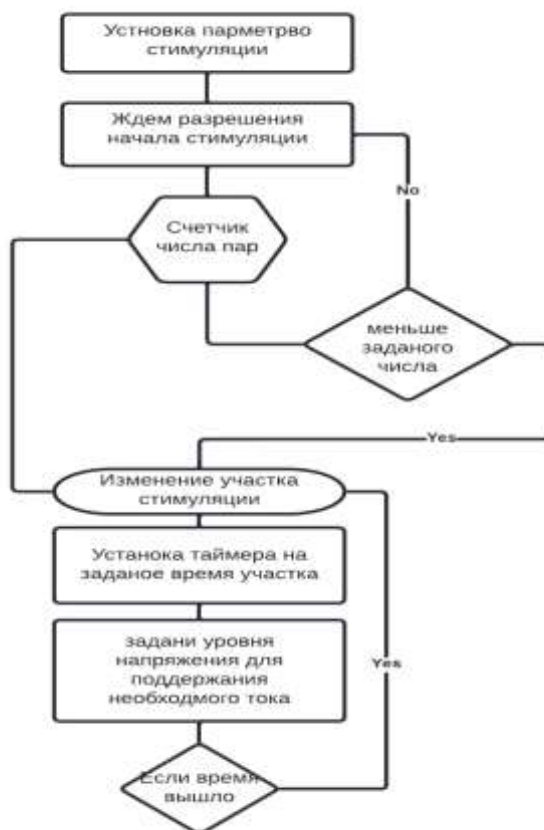 Устновка парметрво
стимуляции
Ждем разрешения
начала стимуляции
No
Счетчик
числа пар
меньше
заданого
числа
Yes
Изменение участка
стимуляции
Устанока таймера на
заданое время участка
задани уровня
напряжения для
поддержания
необходмого тока
Yes
Если время
вышло